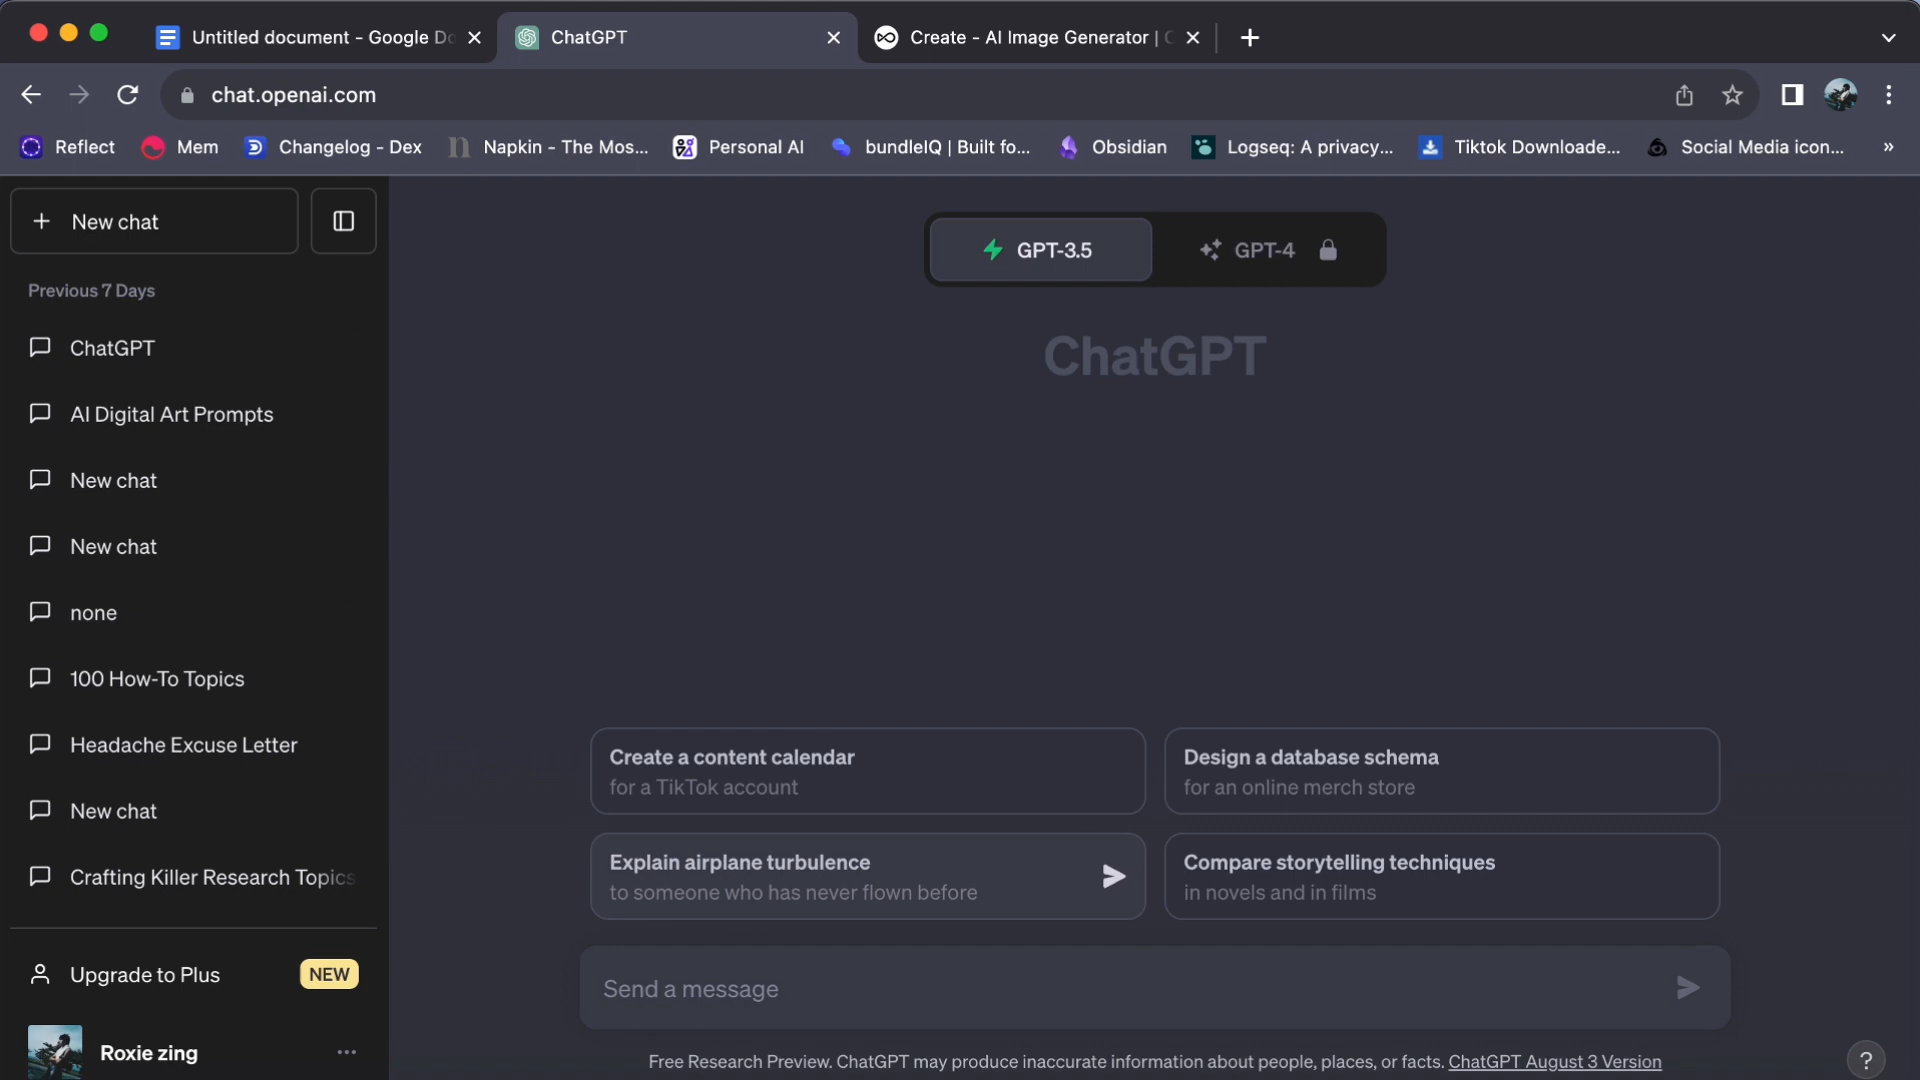 Untitled document - Google Do
ChatGPT
Create - AI Image Generator |
chat.openai.com
Reflect
Mem
Changelog - Dex
Napkin - The Mos...
Personal AI
bundleIQ | Built fo...
Obsidian
Logseq: A privacy...
Tiktok Downloade...
Social Media icon...
New chat
GPT-3.5
GPT-4
Previous 7 Days
ChatGPT
ChatGPT
AI Digital Art Prompts
New chat
New chat
none
100 How-To Topics
Headache Excuse Letter
New chat
Crafting Killer Research Topics
Create a content calendar
for a TikTok account
Design a database schema
for an online merch store
Explain airplane turbulence
to someone who has never flown before
Compare storytelling techniques
in novels and in films
Upgrade to Plus
NEW
Send a message
Roxie zing
Free Research Preview. ChatGPT may produce inaccurate information about people, places, or facts. ChatGPT August 3 Version
?